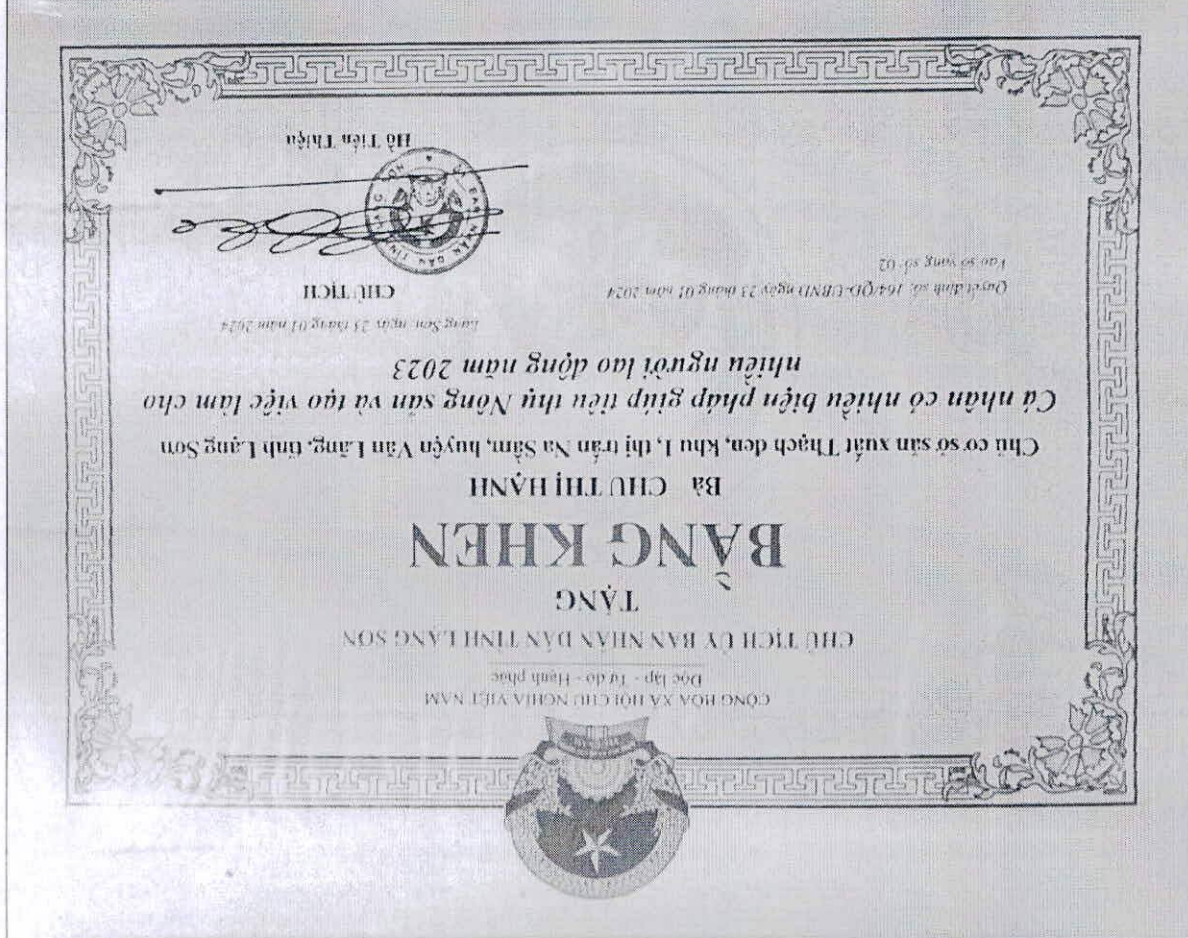 CỘNG HÒA XÃ HỘI CHỦ NGHĨA VIỆT NAM
Độc lập - Tự do - Hạnh phúc
CHỦ TỊCH ỦY BAN NHÂN DÂN TỈNH LẠNG SƠN
TẶNG
BẰNG KHEN
Bà CHU THỊ HẠNH
Chủ cơ sở sản xuất Thạch đen, khu 1, thị trấn Na Sầm, huyện Văn Lãng, tỉnh Lạng Sơn
Cá nhân có nhiều biện pháp giúp tiêu thụ Nông sản và tạo việc làm cho
nhiều người lao động năm 2023
Lạng Sơn, ngày 23 tháng 01 năm 2024
Quyết định số: 164/QĐ-UBND ngày 23 tháng 01 năm 2024
Vào sổ vàng số: 02
CHỦ TỊCH
Hồ Tiến Thiệu